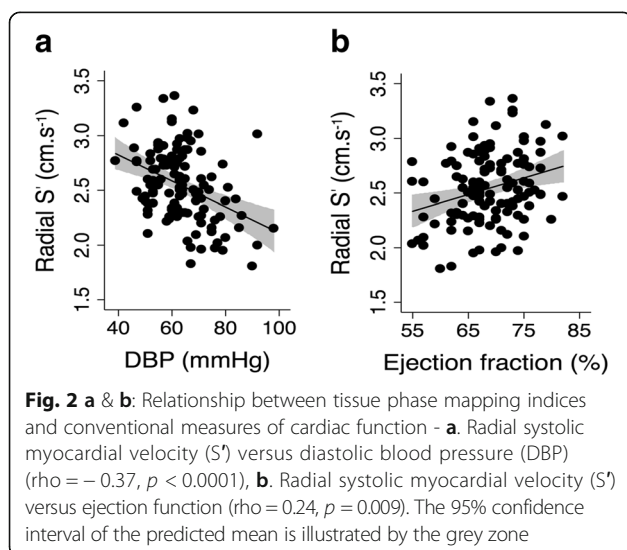 a
b
Radial S' (cm.s⁻¹)
3.5
3.0
2.5
2.0
1.5
40 60 80 100
DBP (mmHg)
Radial S' (cm.s⁻¹)
3.5
3.0
2.5
2.0
1.5
55 65 75 85
Ejection fraction (%)
Fig. 2 a & b: Relationship between tissue phase mapping indices
and conventional measures of cardiac function - a. Radial systolic
myocardial velocity (S') versus diastolic blood pressure (DBP)
(rho = − 0.37, p < 0.0001), b. Radial systolic myocardial velocity (S')
versus ejection function (rho = 0.24, p = 0.009). The 95% confidence
interval of the predicted mean is illustrated by the grey zone